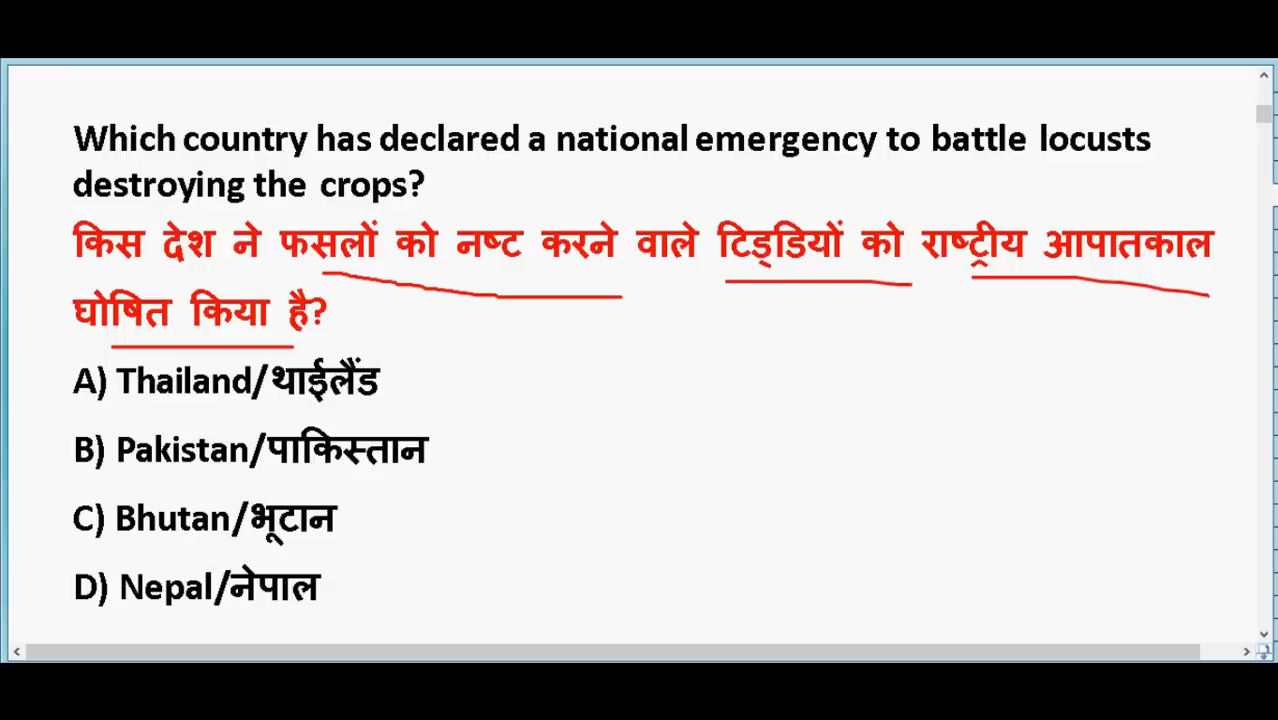 Which country has declared a national emergency to battle locusts
destroying the crops?
किस देश ने फसलों को नष्ट करने वाले टिड्डियों को राष्ट्रीय आपातकाल
घोषित किया है?
A) Thailand/थाईलैंड
B) Pakistan/पाकिस्तान
C) Bhutan/भूटान
D) Nepal/नेपाल